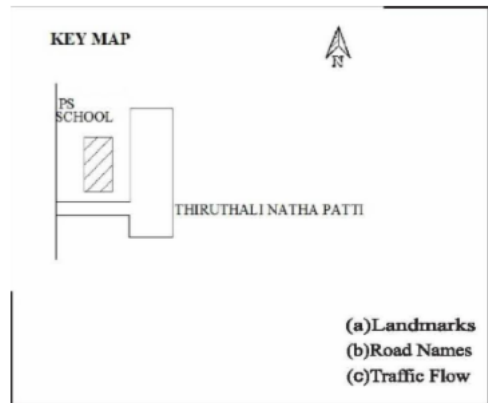 KEY MAP
N
PS
SCHOOL
THIRUTHALI NATHA PATTI
(a)Landmarks
(b)Road Names
(c)Traffic Flow